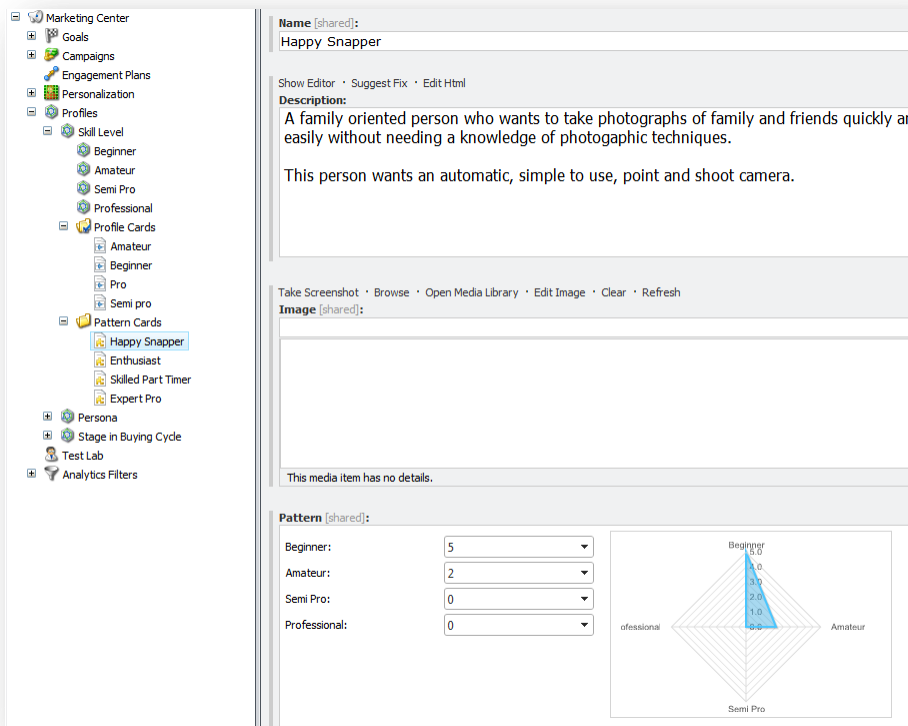 Marketing Center
Goals
Campaigns
Engagement Plans
Personalization
Profiles
Skill Level
Beginner
Amateur
Semi Pro
Professional
Profile Cards
Amateur
Beginner
Pro
Semi pro
Pattern Cards
Happy Snapper
Enthusiast
Skilled Part Timer
Expert Pro
Persona
Stage in Buying Cycle
Test Lab
Analytics Filters
Name [shared]:
Happy Snapper
Show Editor · Suggest Fix · Edit Html
Description:
A family oriented person who wants to take photographs of family and friends quickly an
easily without needing a knowledge of photogaphic techniques.
This person wants an automatic, simple to use, point and shoot camera.
Take Screenshot · Browse · Open Media Library · Edit Image · Clear · Refresh
Image [shared]:
This media item has no details.
Pattern [shared]:
Beginner: 5
Amateur: 2
Semi Pro: 0
Professional: 0
Beginner
5.0
4.0
3.0
2.0
1.0
0.0
ofessional
Amateur
Semi Pro